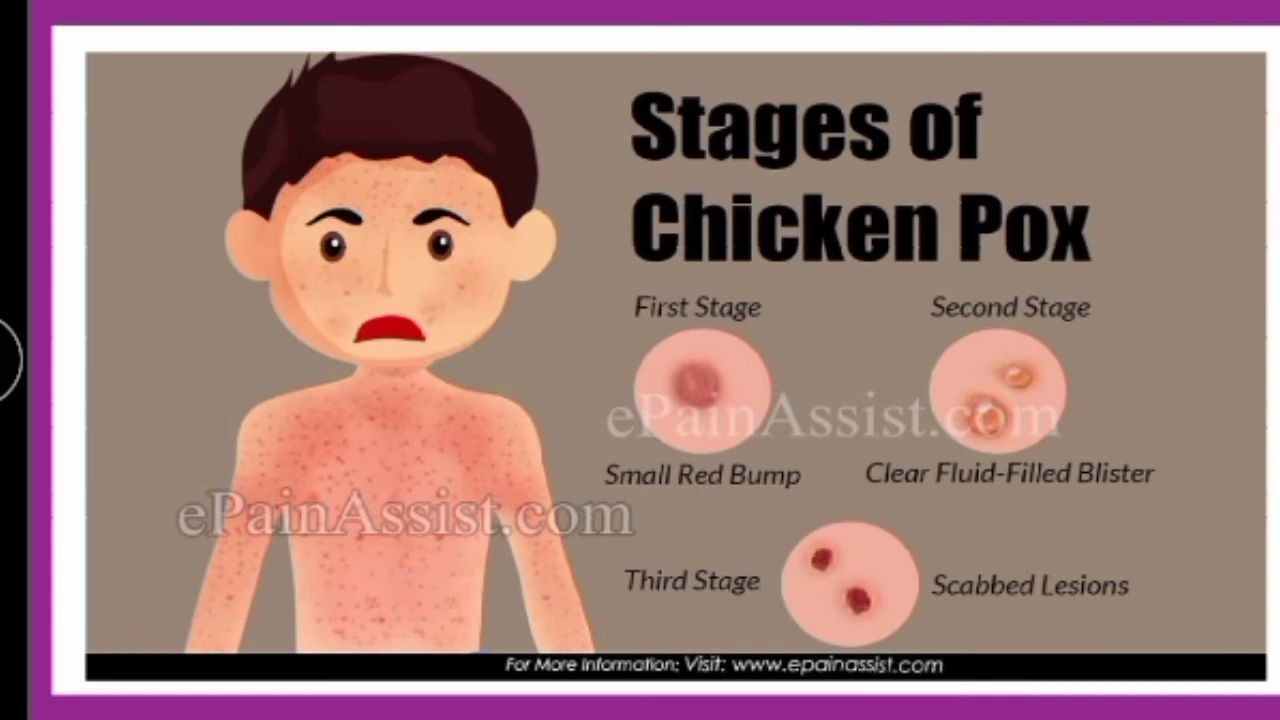 Stages of
Chicken Pox
First Stage
Second Stage
ePainAssist.com
Small Red Bump
Clear Fluid-Filled Blister
ePainAssist.com
Third Stage
Scabbed Lesions
For More Information: Visit: www.epainassist.com